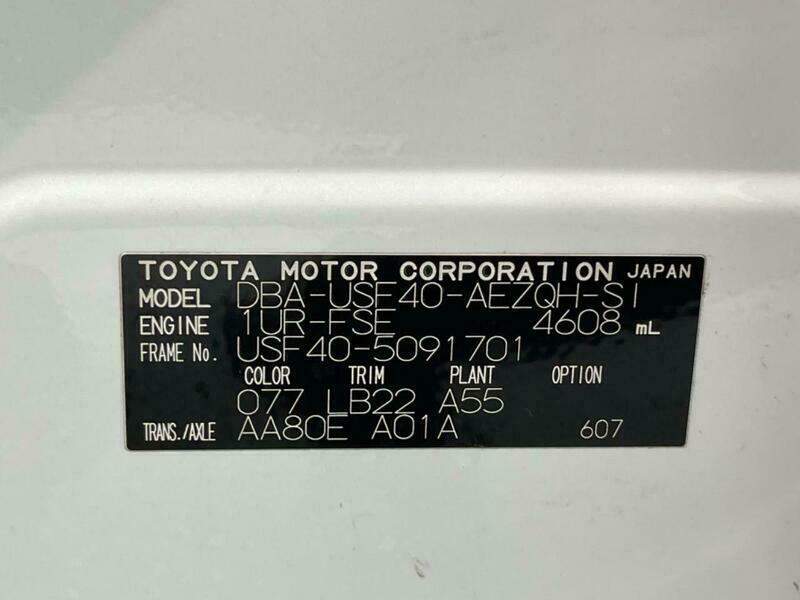 TOYOTA MOTOR CORPORATION JAPAN
MODEL DBA-USF40-AEZQH-SI
ENGINE 1UR-FSE 4608 mL
FRAME No. USF40-5091701
COLOR TRIM PLANT OPTION
077 LB22 A55
TRANS./AXLE AA80E A01A 607